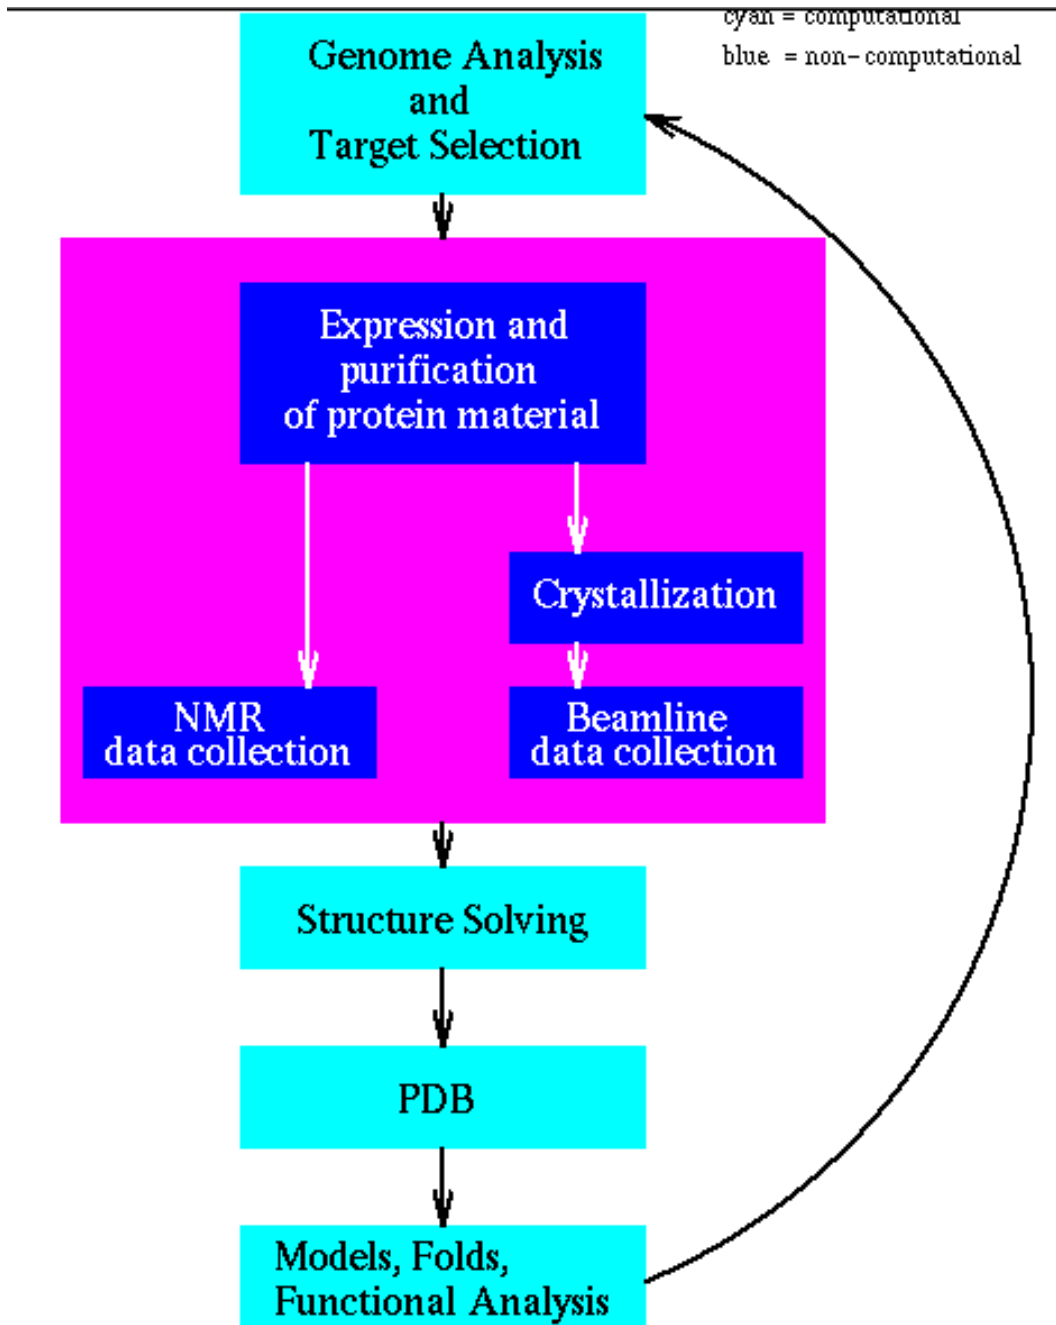 cyan = computational
blue = non-computational
Genome Analysis
and
Target Selection
Expression and
purification
of protein material
Crystallization
NMR
data collection
Beamline
data collection
Structure Solving
PDB
Models, Folds,
Functional Analysis